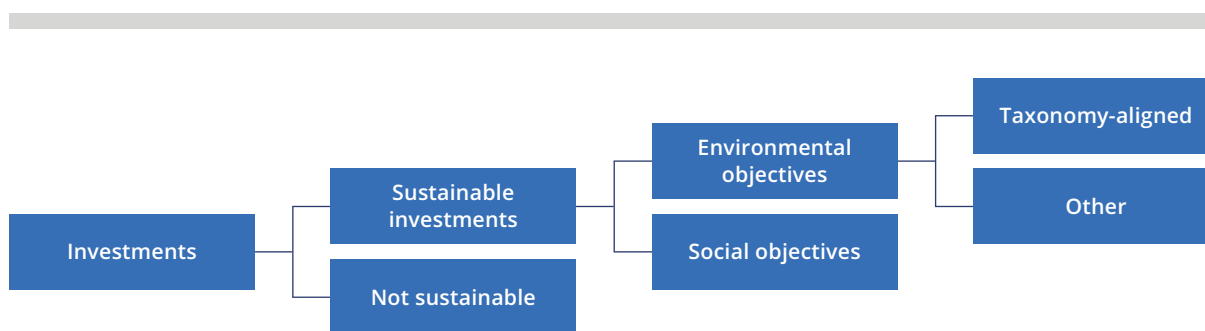 Taxonomy-aligned
Environmental
objectives
Sustainable
investments
Other
Investments
Social objectives
Not sustainable